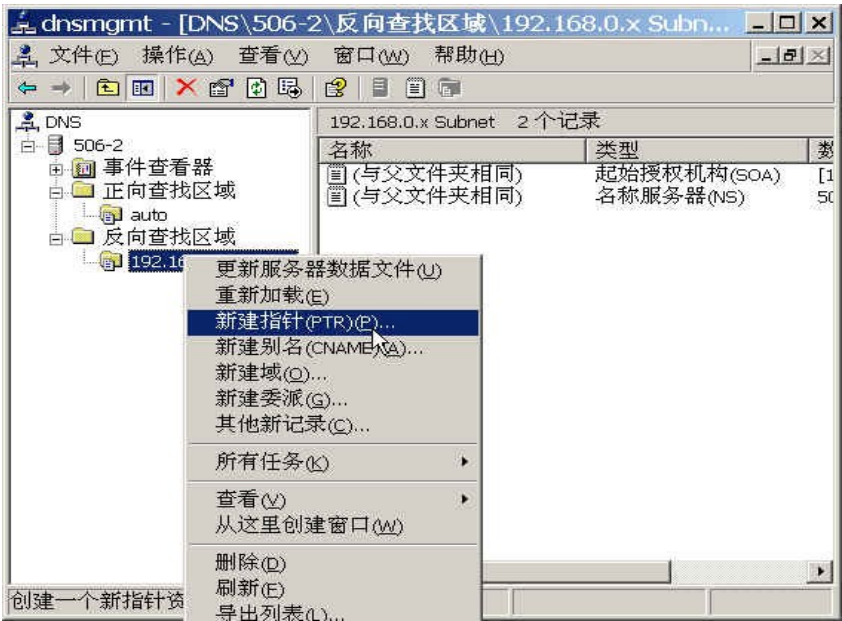 dnsmgmt - [DNS\506-2\反向查找区域\192.168.0.x Subn...
文件(F) 操作(A) 查看(V) 窗口(W) 帮助(H)
DNS
192.168.0.x Subnet 2 个记录
506-2
名称 类型 数
事件查看器
(与父文件夹相同) 起始授权机构(SOA) [1
正向查找区域
(与父文件夹相同) 名称服务器(NS) 50
auto
反向查找区域
192.16
更新服务器数据文件(U)
重新加载(E)
新建指针(PTR)(P)...
新建别名(CNAME)(A)...
新建域(O)...
新建委派(G)...
其他新记录(C)...
所有任务(K)
查看(V)
从这里创建窗口(W)
删除(D)
刷新(F)
导出列表(L)...
创建一个新指针资